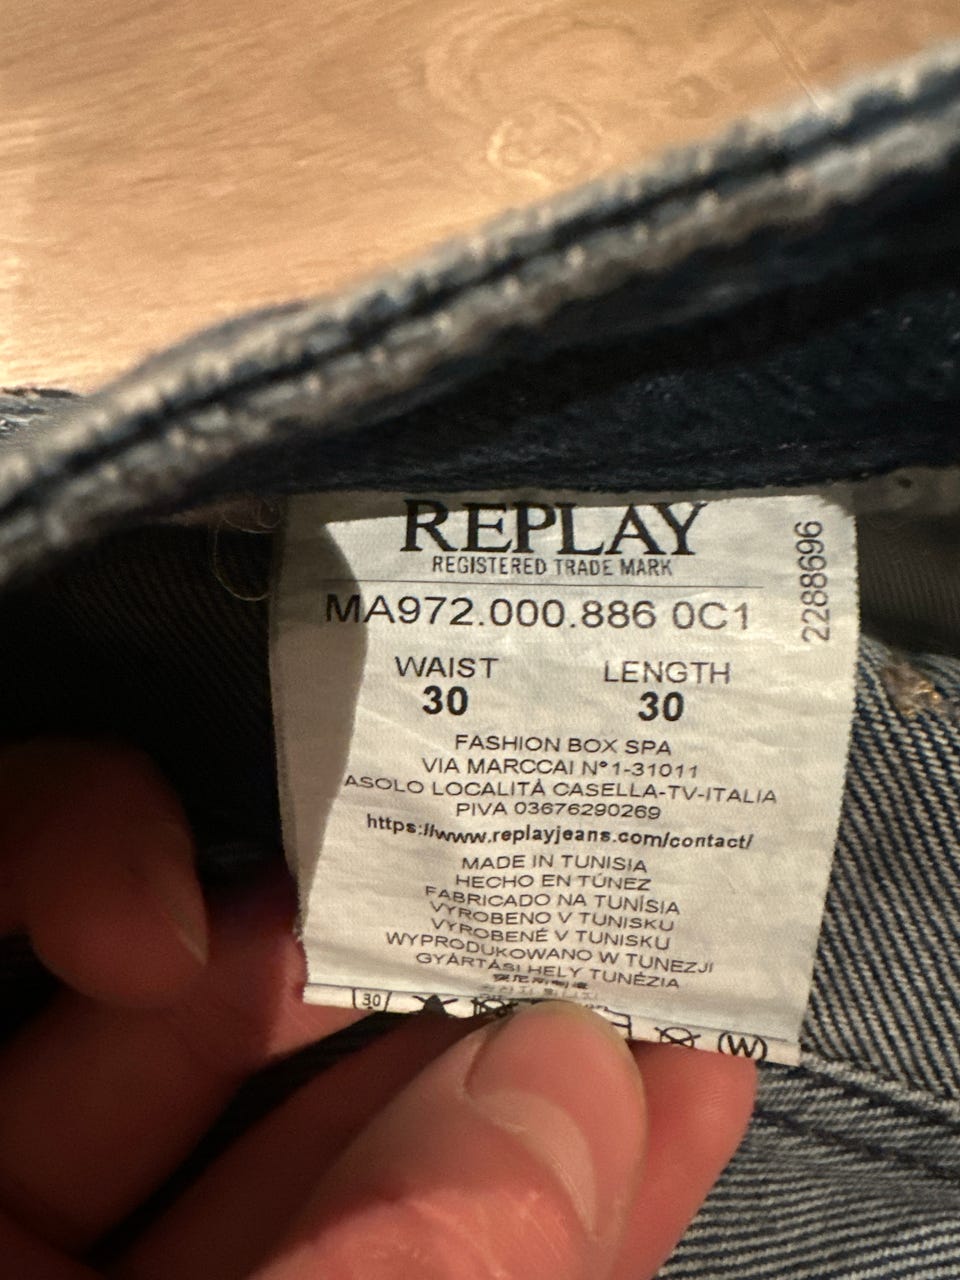 REPLAY
REGISTERED TRADE MARK
2288696
MA972.000.886 0C1
WAIST LENGTH
30 30
FASHION BOX SPA
VIA MARCCAI N°1-31011
ASOLO LOCALITÁ CASELLA-TV-ITALIA
PIVA 03676290269
https://www.replayjeans.com/contact/
MADE IN TUNISIA
HECHO EN TÚNEZ
FABRICADO NA TUNÍSIA
VYROBENO V TUNISKU
VYROBENÉ V TUNISKU
WYPRODUKOWANO W TUNEZJI
GYÁRTÁSI HELY TUNÉZIA
30
W